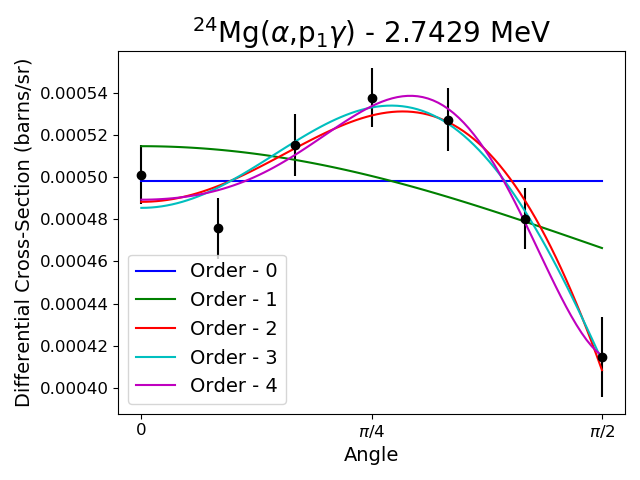 ²⁴Mg(α,p₁γ) - 2.7429 MeV
Differential Cross-Section (barns/sr)
0.00054
0.00052
0.00050
0.00048
0.00046
0.00044
0.00042
0.00040
Order - 0
Order - 1
Order - 2
Order - 3
Order - 4
0 π/4 π/2
Angle